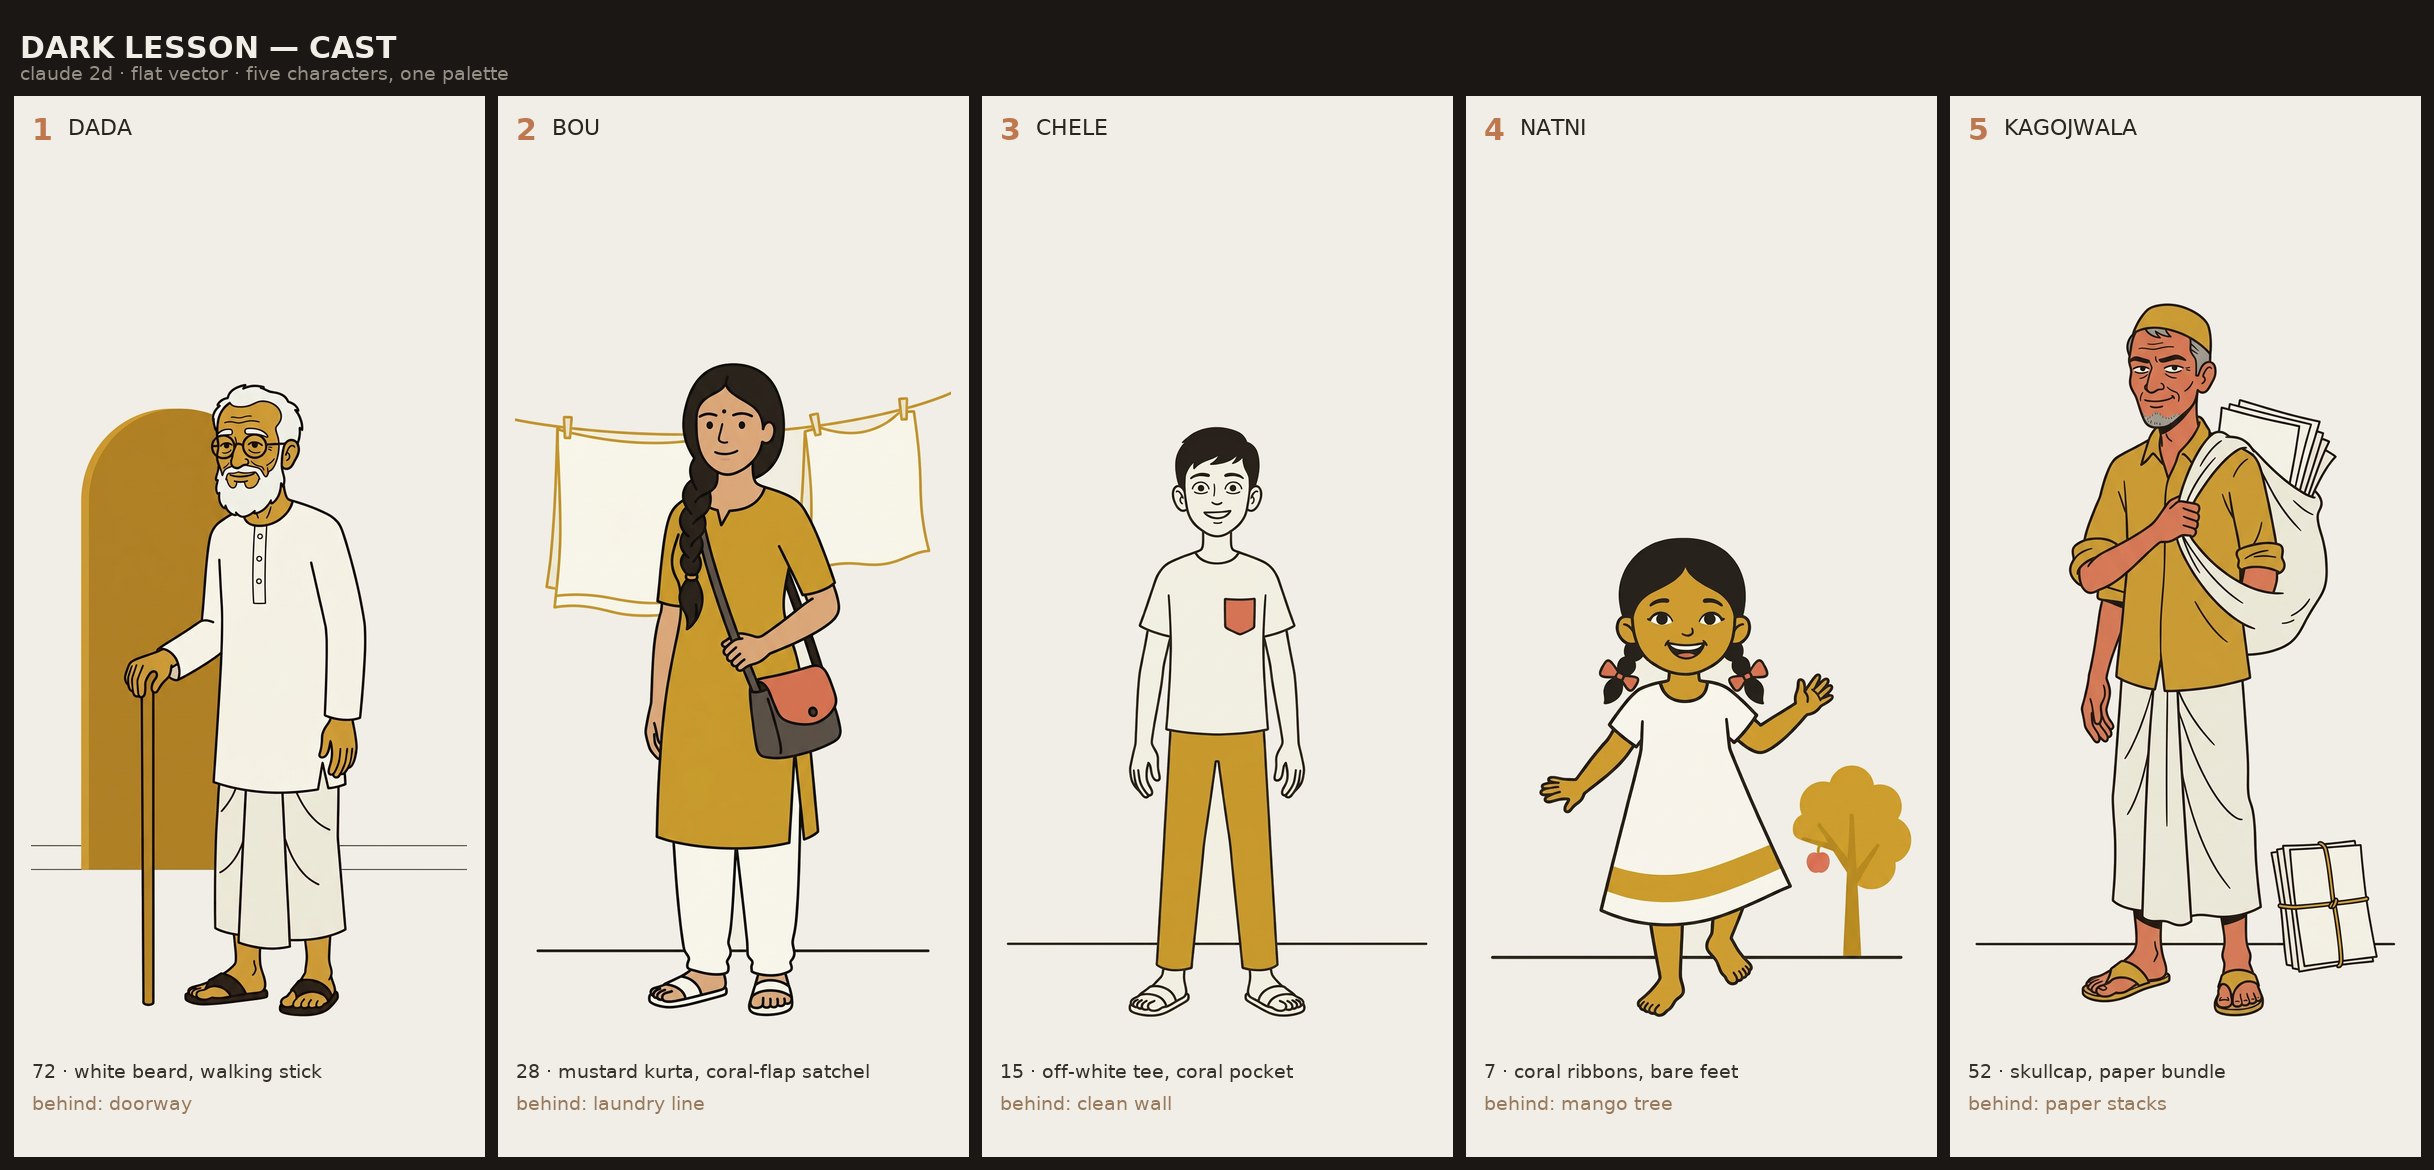 DARK LESSON — CAST
claude 2d · flat vector · five characters, one palette
1 DADA
72 · white beard, walking stick
behind: doorway
2 BOU
28 · mustard kurta, coral-flap satchel
behind: laundry line
3 CHELE
15 · off-white tee, coral pocket
behind: clean wall
4 NATNI
7 · coral ribbons, bare feet
behind: mango tree
5 KAGOJWALA
52 · skullcap, paper bundle
behind: paper stacks